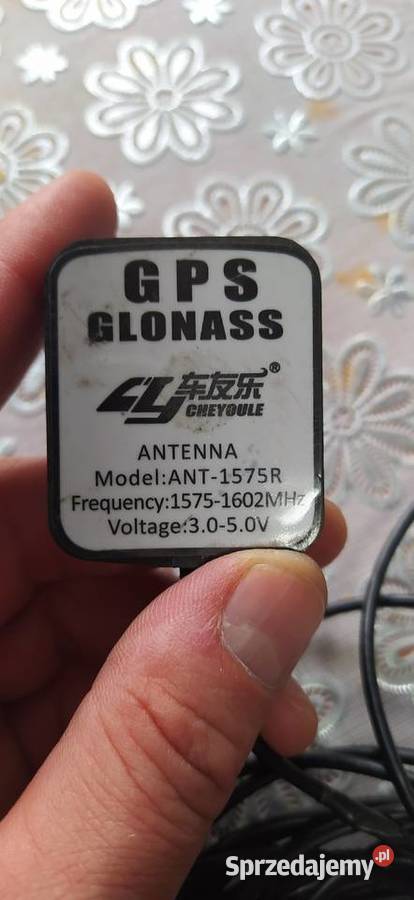 GPS
GLONASS
CY 车友乐®
CHEYOULE
ANTENNA
Model:ANT-1575R
Frequency:1575-1602MHz
Voltage:3.0-5.0V
Sprzedajemy.pl